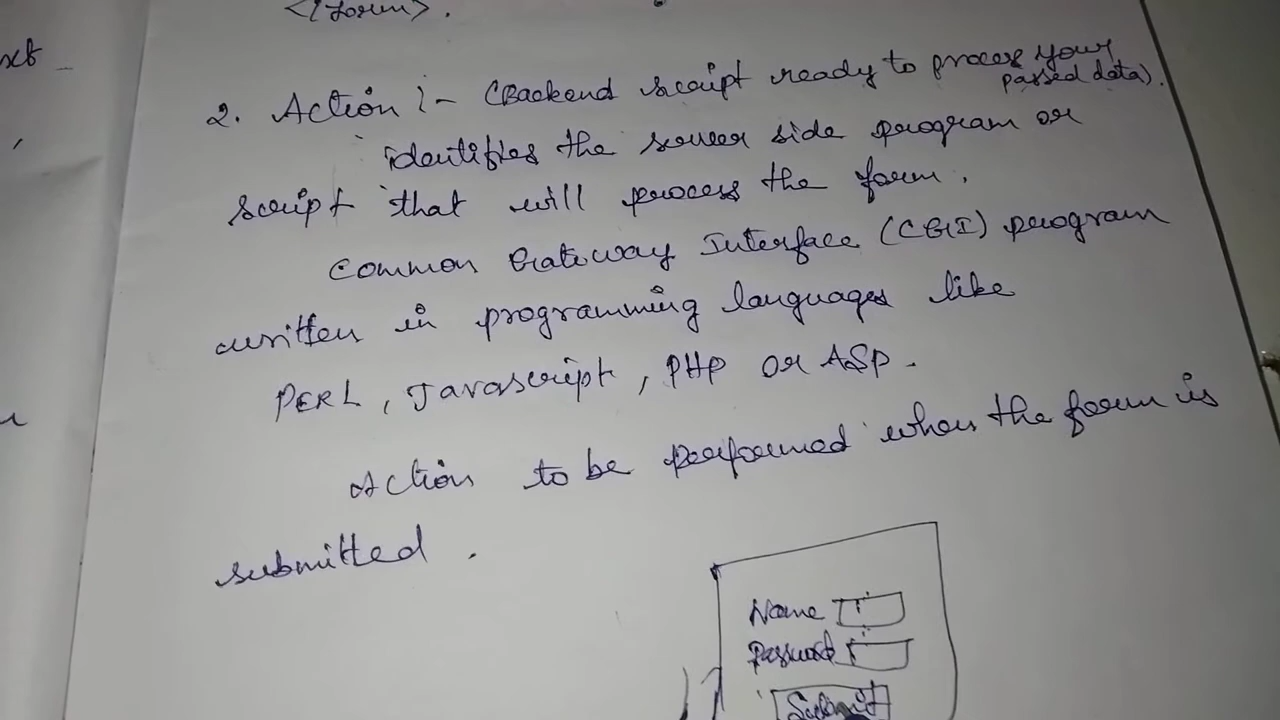 </form>.
2. Action :- (Backend script ready to process your
passed data).
identifies the server side program or
script that will process the form.
Common Gateway Interface (CGI) program
written in programming languages like
PERL, Javascript, PHP or ASP.
Action to be performed when the form is
submitted.
Name
Password
Submit